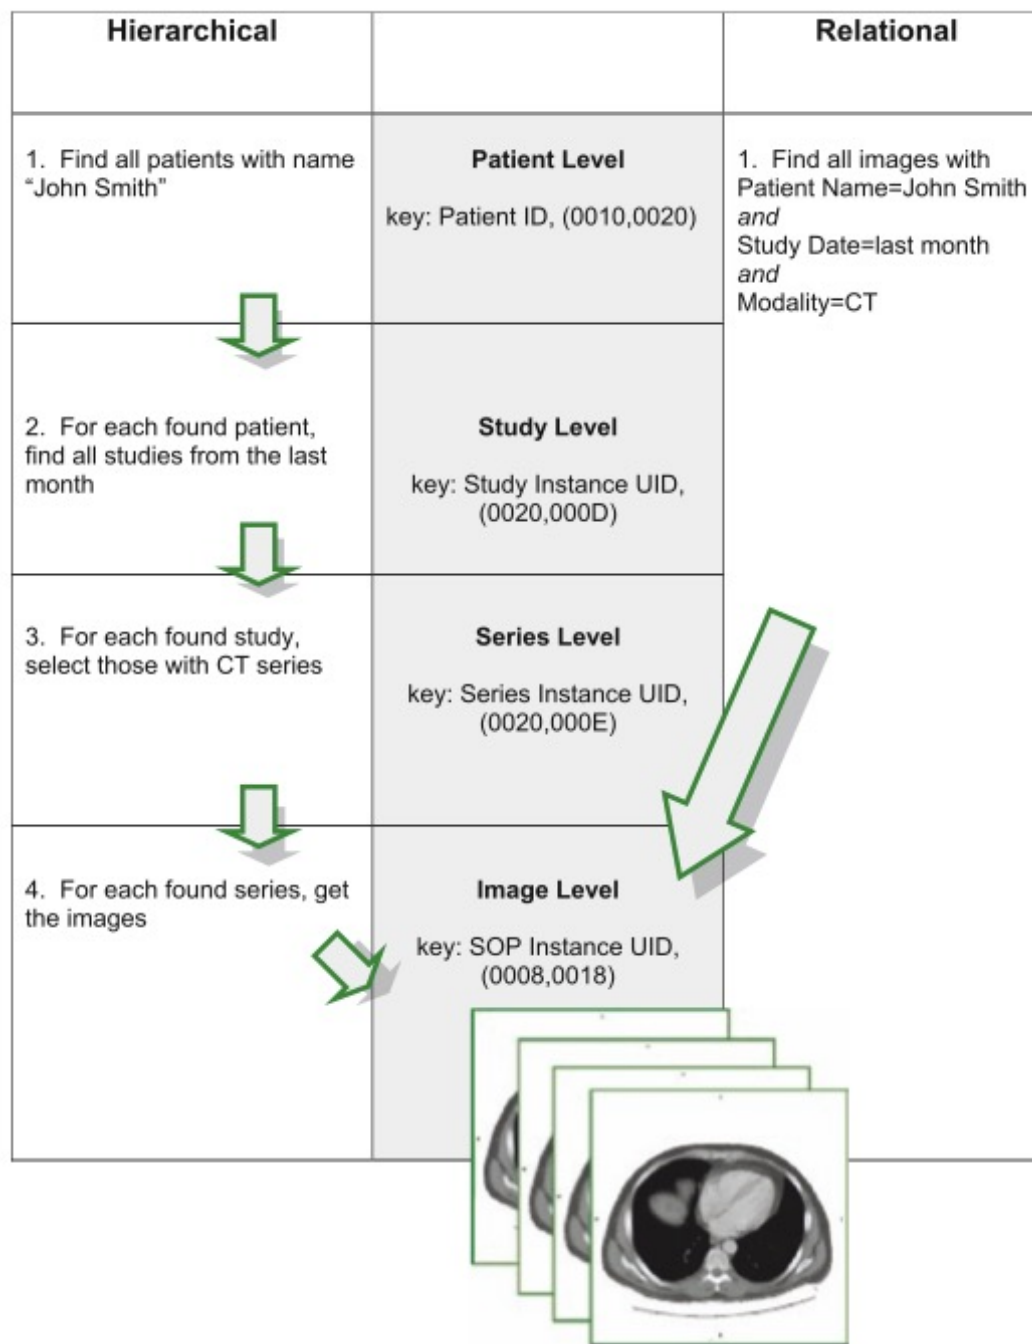 Hierarchical
Relational
1.  Find all patients with name
“John Smith”
Patient Level
key: Patient ID, (0010,0020)
1.  Find all images with
Patient Name=John Smith
and
Study Date=last month
and
Modality=CT
2.  For each found patient,
find all studies from the last
month
Study Level
key: Study Instance UID,
(0020,000D)
3.  For each found study,
select those with CT series
Series Level
key: Series Instance UID,
(0020,000E)
4.  For each found series, get
the images
Image Level
key: SOP Instance UID,
(0008,0018)